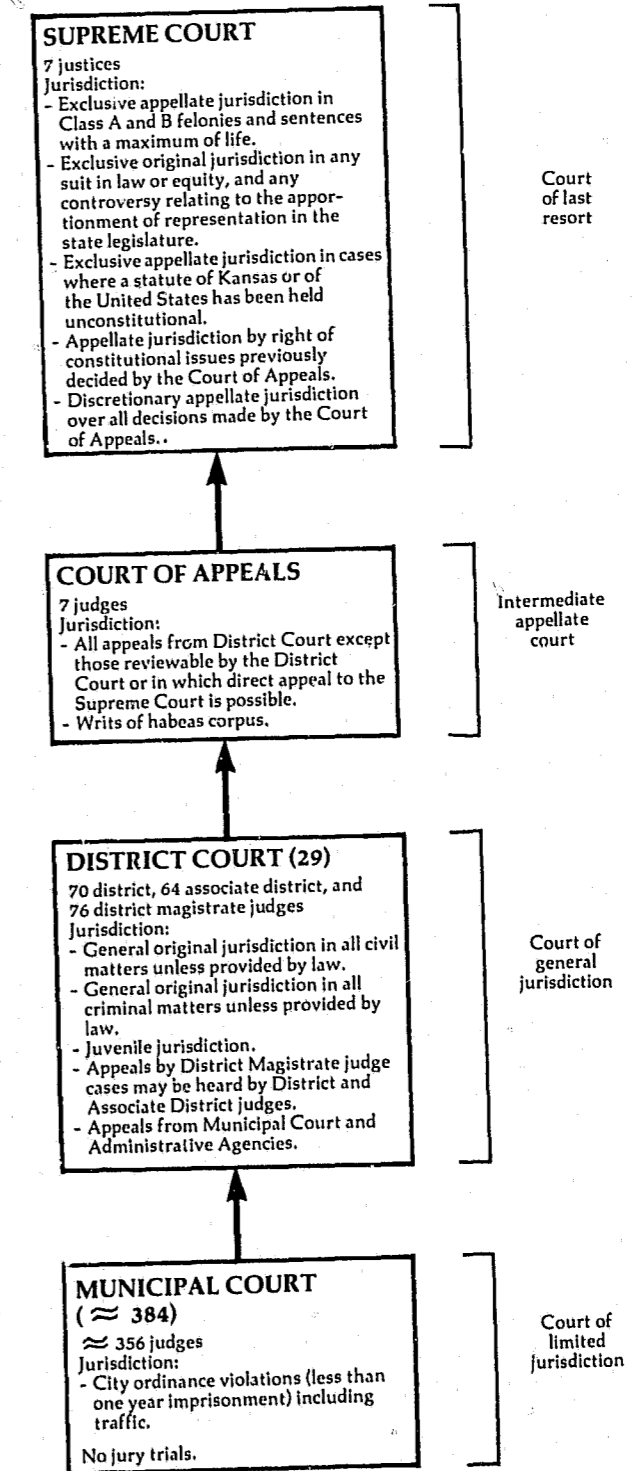 SUPREME COURT
7 justices
Jurisdiction:
- Exclusive appellate jurisdiction in
Class A and B felonies and sentences
with a maximum of life.
- Exclusive original jurisdiction in any
suit in law or equity, and any
controversy relating to the appor-
tionment of representation in the
state legislature.
- Exclusive appellate jurisdiction in cases
where a statute of Kansas or of
the United States has been held
unconstitutional.
- Appellate jurisdiction by right of
constitutional issues previously
decided by the Court of Appeals.
- Discretionary appellate jurisdiction
over all decisions made by the Court
of Appeals..
Court
of last
resort
COURT OF APPEALS
7 judges
Jurisdiction:
- All appeals from District Court except
those reviewable by the District
Court or in which direct appeal to the
Supreme Court is possible.
- Writs of habeas corpus.
Intermediate
appellate
court
DISTRICT COURT (29)
70 district, 64 associate district, and
76 district magistrate judges
Jurisdiction:
- General original jurisdiction in all civil
matters unless provided by law.
- General original jurisdiction in all
criminal matters unless provided by
law.
- Juvenile jurisdiction.
- Appeals by District Magistrate judge
cases may be heard by District and
Associate District judges.
- Appeals from Municipal Court and
Administrative Agencies.
Court of
general
jurisdiction
MUNICIPAL COURT
(≈ 384)
≈ 356 judges
Jurisdiction:
- City ordinance violations (less than
one year imprisonment) including
traffic.
No jury trials.
Court of
limited
jurisdiction